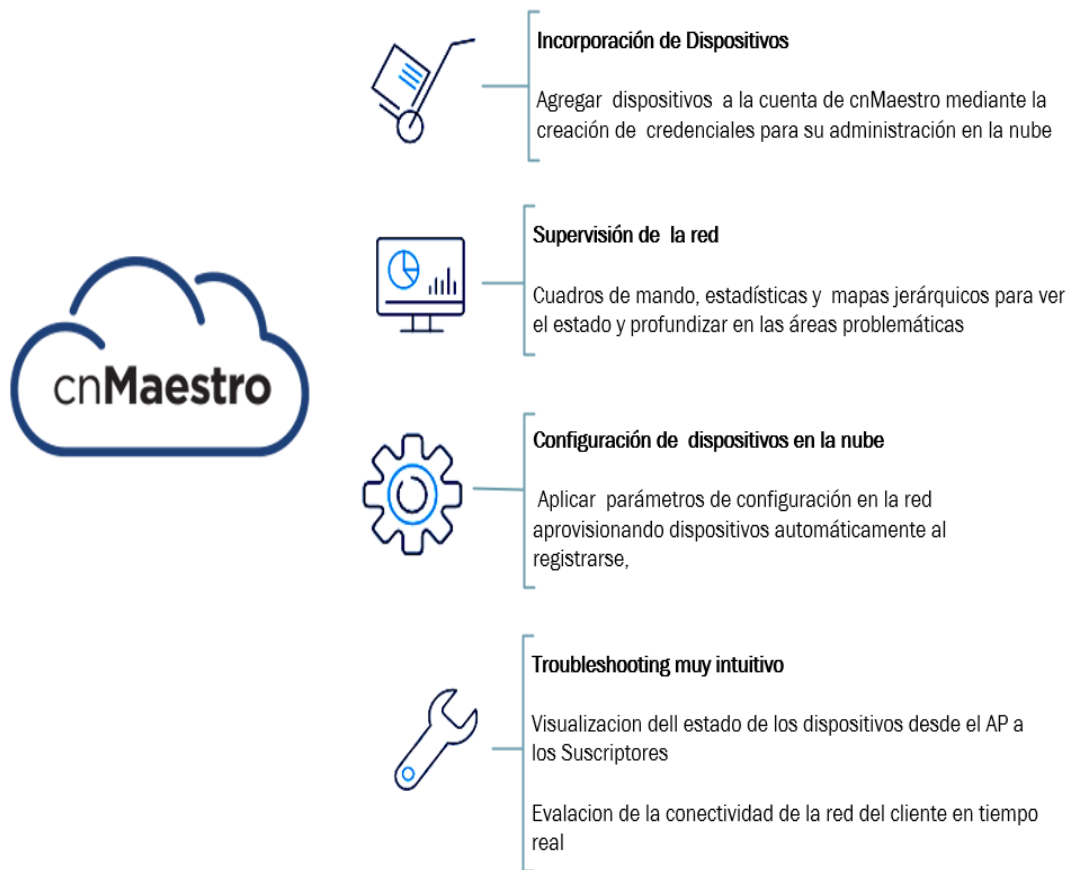 cnMaestro
Incorporación de Dispositivos
Agregar dispositivos a la cuenta de cnMaestro mediante la
creación de credenciales para su administración en la nube
Supervisión de la red
Cuadros de mando, estadísticas y mapas jerárquicos para ver
el estado y profundizar en las áreas problemáticas
Configuración de dispositivos en la nube
Aplicar parámetros de configuración en la red
aprovisionando dispositivos automáticamente al
registrarse,
Troubleshooting muy intuitivo
Visualizacion dell estado de los dispositivos desde el AP a
los Suscriptores
Evalacion de la conectividad de la red del cliente en tiempo
real